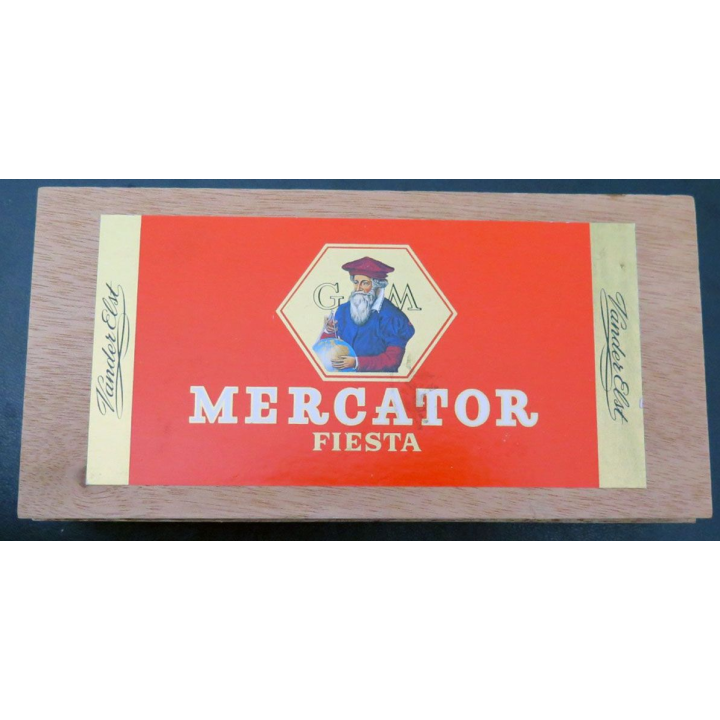 G M
MERCATOR
FIESTA
Vander Elst
Vander Elst